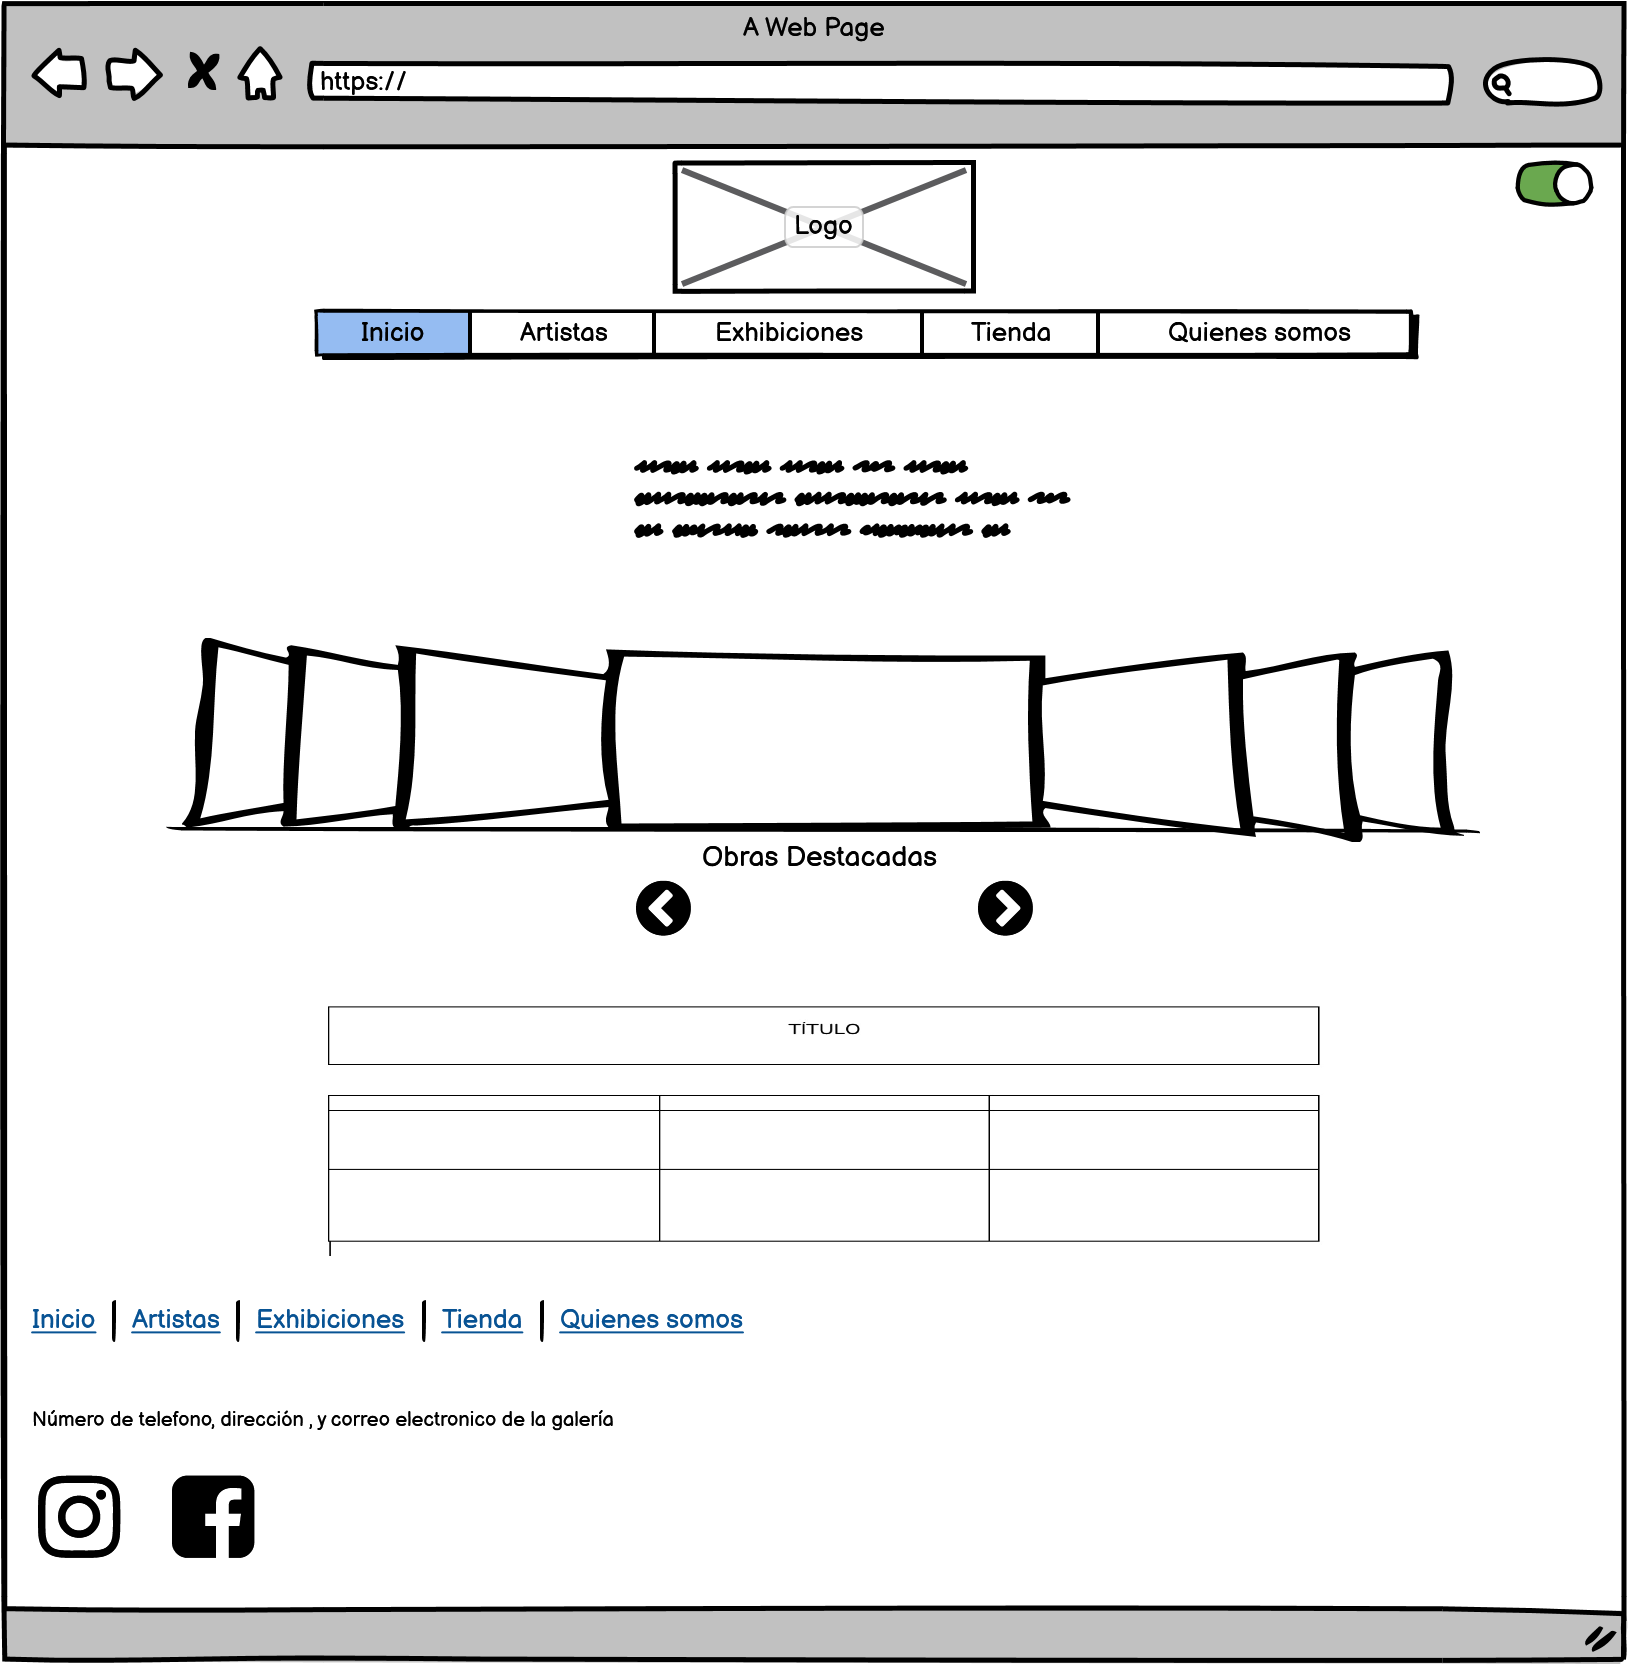 A Web Page
https://
Logo
Inicio Artistas Exhibiciones Tienda Quienes somos
Obras Destacadas
TÍTULO
Inicio Artistas Exhibiciones Tienda Quienes somos
Número de telefono, dirección , y correo electronico de la galería